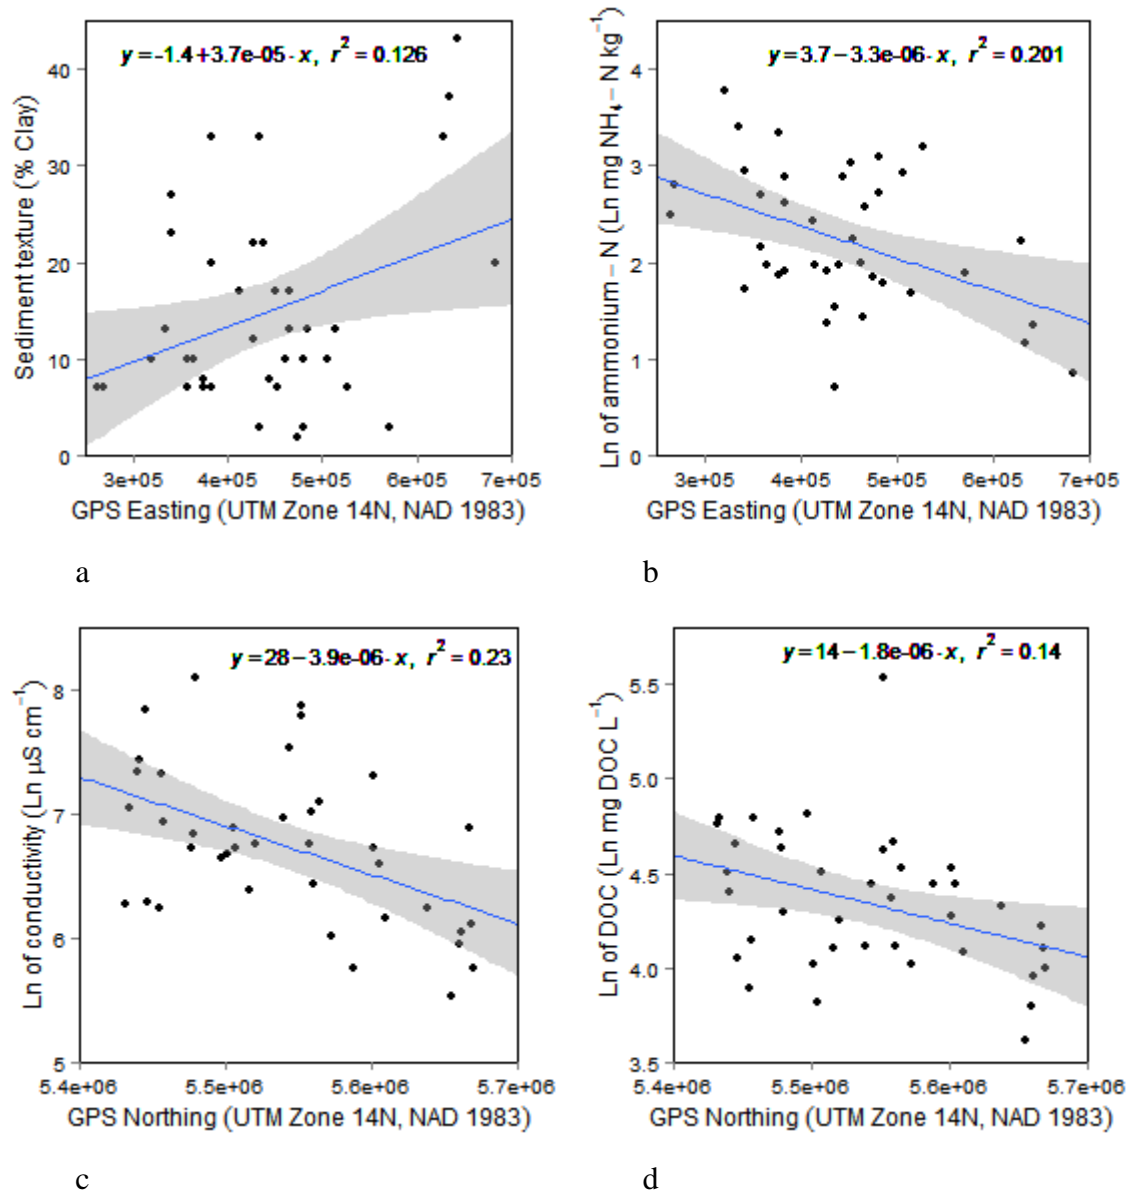 y=-1.4+3.7e-05·x, r² = 0.126
Sediment texture (% Clay)
40
30
20
10
0
3e+05 4e+05 5e+05 6e+05 7e+05
GPS Easting (UTM Zone 14N, NAD 1983)
a
y=3.7−3.3e-06·x, r² = 0.201
Ln of ammonium − N (Ln mg NH₄ − N kg⁻¹)
4
3
2
1
0
3e+05 4e+05 5e+05 6e+05 7e+05
GPS Easting (UTM Zone 14N, NAD 1983)
b
y=28−3.9e-06·x, r² = 0.23
Ln of conductivity (Ln µS cm⁻¹)
8
7
6
5
5.4e+06 5.5e+06 5.6e+06 5.7e+06
GPS Northing (UTM Zone 14N, NAD 1983)
c
y=14−1.8e-06·x, r² = 0.14
Ln of DOC (Ln mg DOC L⁻¹)
5.5
5.0
4.5
4.0
3.5
5.4e+06 5.5e+06 5.6e+06 5.7e+06
GPS Northing (UTM Zone 14N, NAD 1983)
d